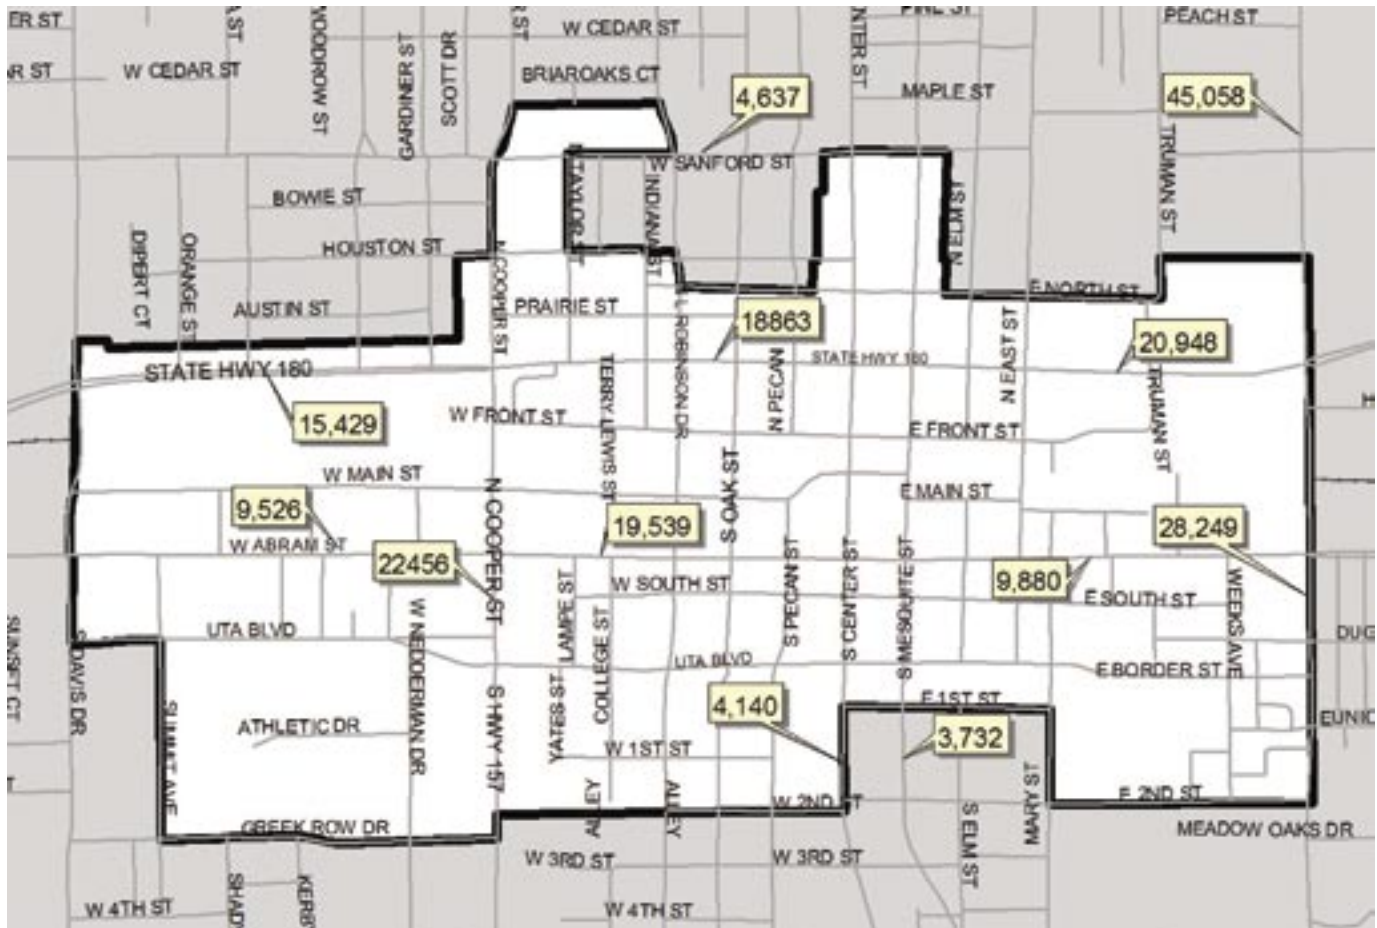 ER ST
W CEDAR ST
PEACH ST
AR ST
W CEDAR ST
WOODROW ST
GARDINER ST
SCOTT DR
BRIAROAKS CT
4,637
MAPLE ST
45,058
W SANFORD ST
N TAYLOR ST
INDIANA ST
TRUMAN ST
BOWIE ST
N ELM ST
HOUSTON ST
DIPERT CT
ORANGE ST
N COOPER ST
E NORTH ST
AUSTIN ST
PRAIRIE ST
18863
L ROBINSON DR
N EAST ST
20,948
STATE HWY 180
STATE HWY 180
TERRY LEWIS ST
N PECAN
TRUMAN ST
15,429
W FRONT ST
E FRONT ST
W MAIN ST
S OAK ST
E MAIN ST
9,526
N COOPER ST
19,539
28,249
W ABRAM ST
22456
S PECAN ST
S CENTER ST
S MESQUITE ST
9,880
W SOUTH ST
E SOUTH ST
WEEKS AVE
LAMPE ST
COLLEGE ST
W NEDDERMAN DR
SUNSET CT
UTA BLVD
DUG
UTA BLVD
E BORDER ST
S DAVIS DR
YATES ST
S HWY 157
4,140
E 1ST ST
SUMMIT AVE
ATHLETIC DR
3,732
EUNIC
W 1ST ST
MARY ST
ALLEY
ALLEY
W 2ND ST
E 2ND ST
GREEK ROW DR
S ELM ST
MEADOW OAKS DR
W 3RD ST
W 3RD ST
SHAD
KERB
W 4TH ST
W 4TH ST